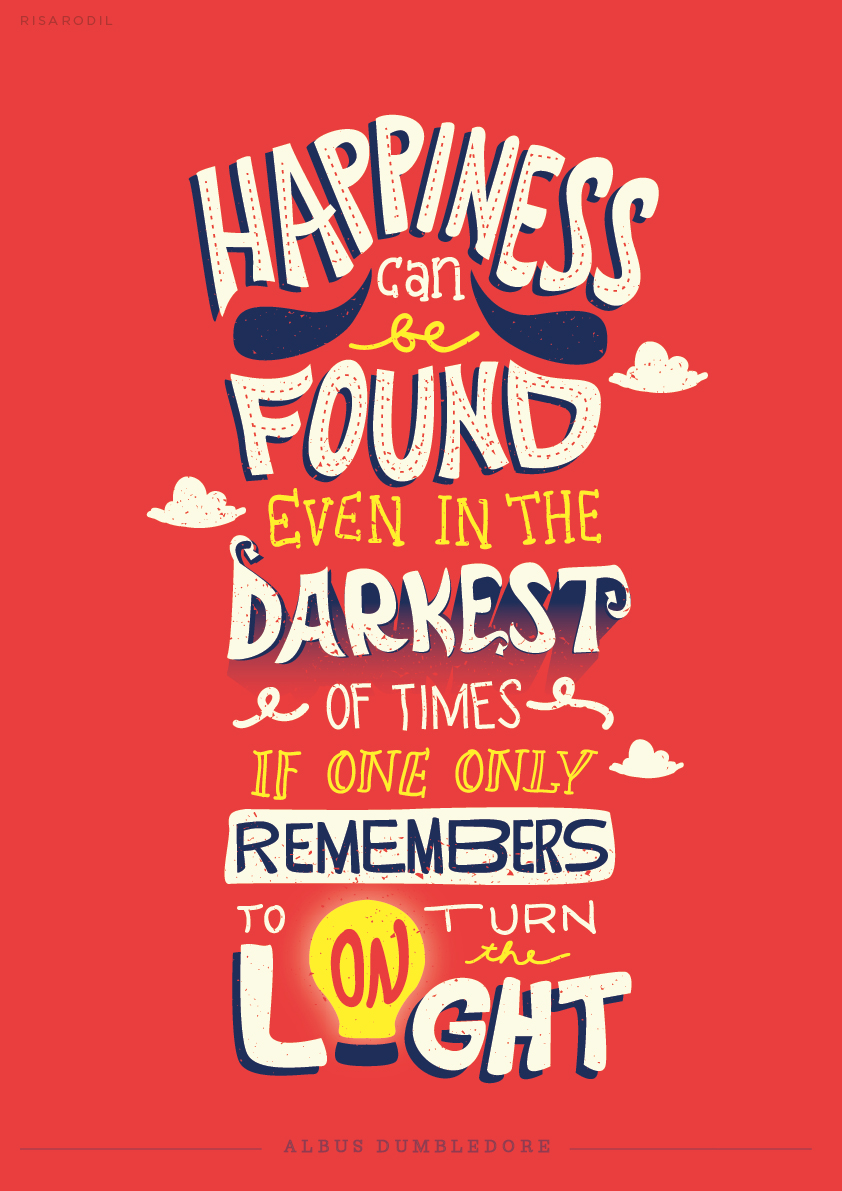 RISARODIL
HAPPINESS
can
be
FOUND
EVEN IN THE
DARKEST
OF TIMES
IF ONE ONLY
REMEMBERS
TO TURN
ON
the
LIGHT
ALBUS DUMBLEDORE